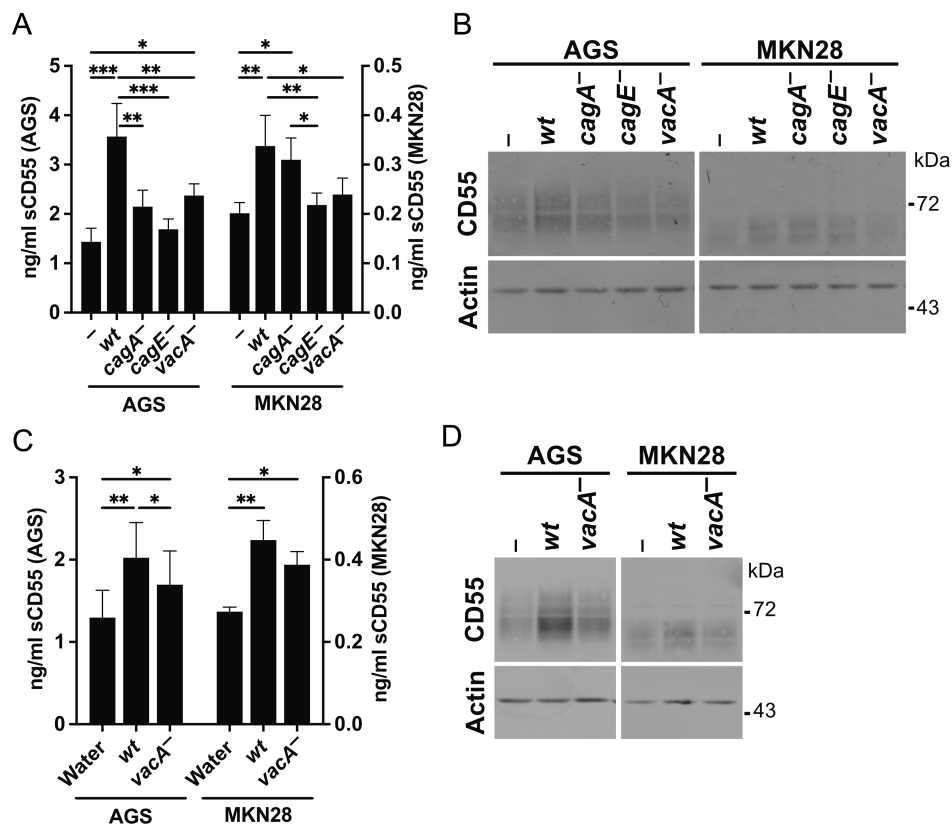 A
ng/ml sCD55 (AGS)
5
4
3
2
1
0
* * ***  ** ** * *** ** ** *
0.5
0.4
0.3
0.2
0.1
0.0
ng/ml sCD55 (MKN28)
– wt cagA– cagE– vacA– – wt cagA– cagE– vacA–
AGS MKN28
B
AGS MKN28
– wt cagA– cagE– vacA– – wt cagA– cagE– vacA–
kDa
CD55
-72
Actin
-43
C
ng/ml sCD55 (AGS)
3
2
1
0
* *
** * **
0.6
0.4
0.2
0.0
ng/ml sCD55 (MKN28)
Water wt vacA– Water wt vacA–
AGS MKN28
D
AGS MKN28
– wt vacA– – wt vacA–
kDa
CD55
-72
Actin
-43